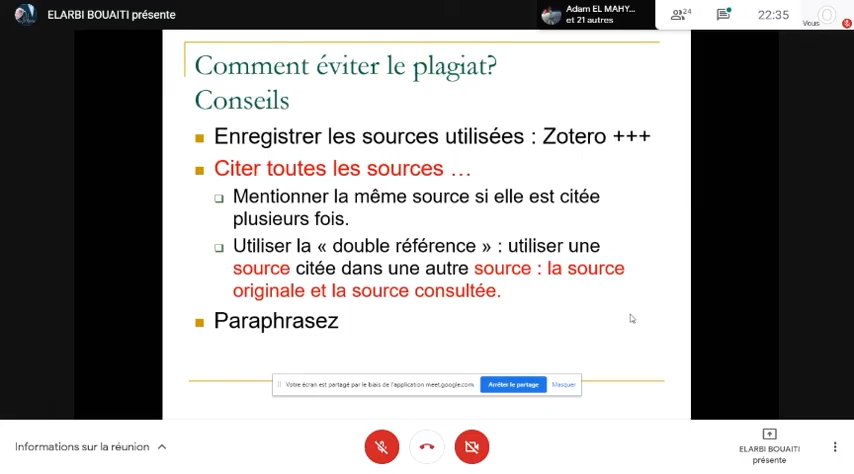 ELARBI BOUAITI présente
Adam EL MAHY...
et 21 autres
24
22:35
Vous
Comment éviter le plagiat?
Conseils
Enregistrer les sources utilisées : Zotero +++
Citer toutes les sources …
Mentionner la même source si elle est citée
plusieurs fois.
Utiliser la « double référence » : utiliser une
source citée dans une autre source : la source
originale et la source consultée.
Paraphrasez
Votre écran est partagé par le biais de l'application meet.google.com.
Arrêter le partage
Masquer
Informations sur la réunion
ELARBI BOUAITI
présente